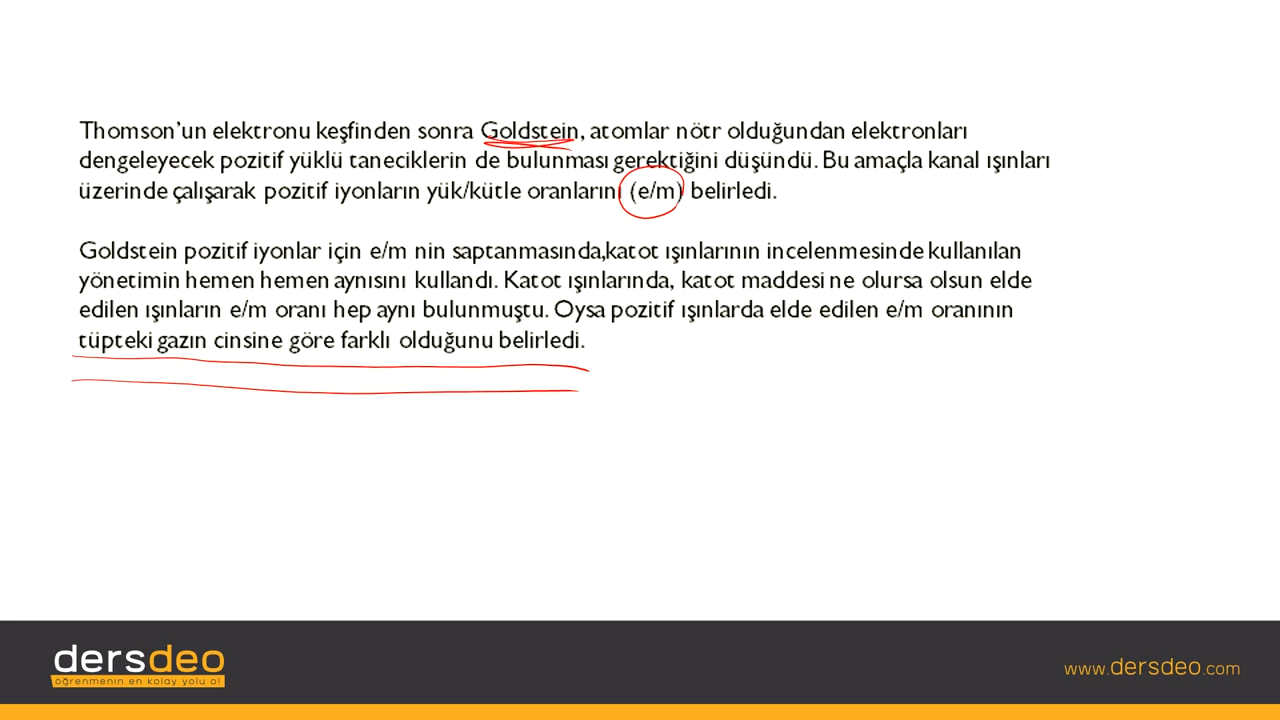 Thomson'un elektronu keşfinden sonra Goldstein, atomlar nötr olduğundan elektronları
dengeleyecek pozitif yüklü taneciklerin de bulunması gerektiğini düşündü. Bu amaçla kanal ışınları
üzerinde çalışarak pozitif iyonların yük/kütle oranlarını (e/m) belirledi.
Goldstein pozitif iyonlar için e/m nin saptanmasında,katot ışınlarının incelenmesinde kullanılan
yönetimin hemen hemen aynısını kullandı. Katot ışınlarında, katot maddesi ne olursa olsun elde
edilen ışınların e/m oranı hep aynı bulunmuştu. Oysa pozitif ışınlarda elde edilen e/m oranının
tüpteki gazın cinsine göre farklı olduğunu belirledi.
dersdeo
öğrenmenin en kolay yolu o!
www.dersdeo.com